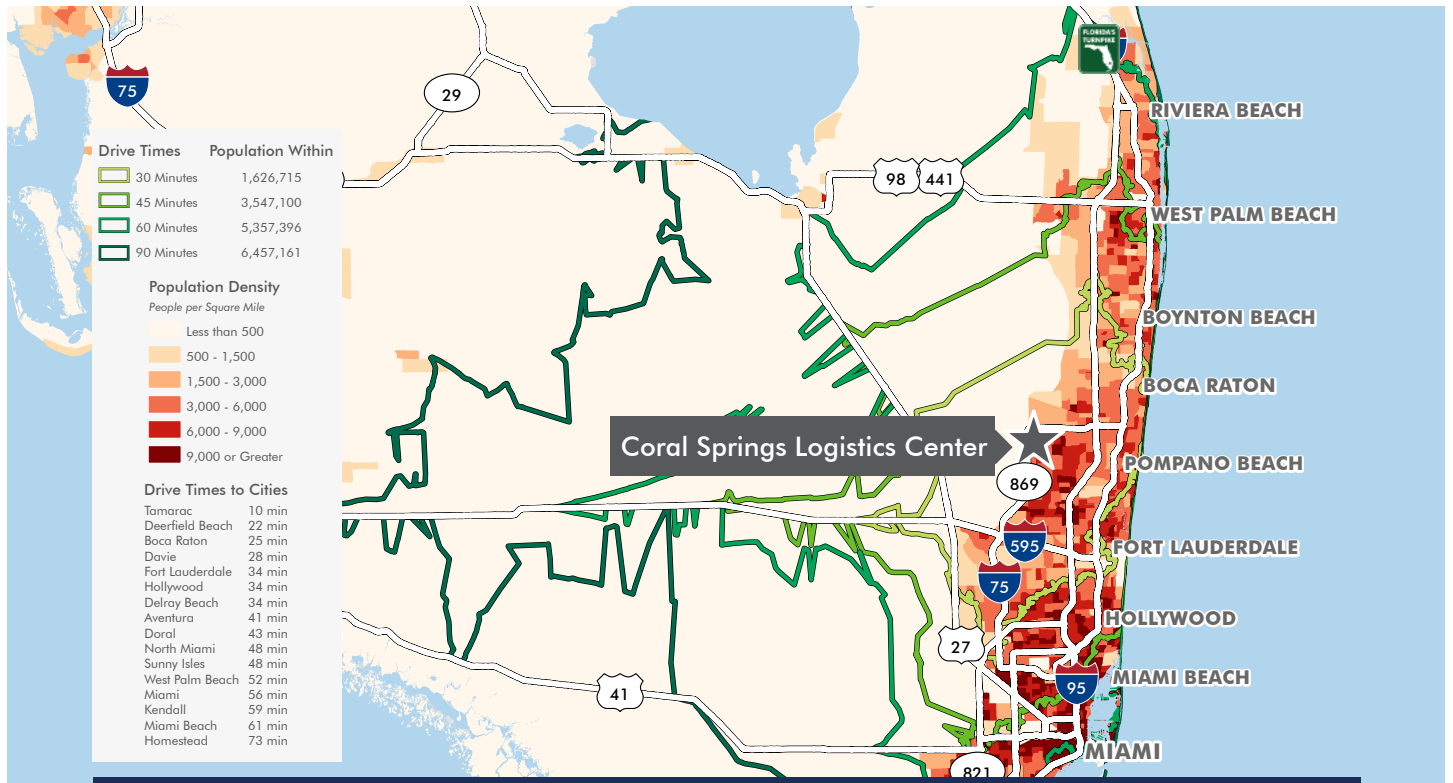 FLORIDA'S
TURNPIKE
75
29
RIVIERA BEACH
98
441
WEST PALM BEACH
BOYNTON BEACH
BOCA RATON
Coral Springs Logistics Center
POMPANO BEACH
869
FORT LAUDERDALE
595
75
HOLLYWOOD
27
MIAMI BEACH
95
41
MIAMI
821
Drive Times Population Within
30 Minutes 1,626,715
45 Minutes 3,547,100
60 Minutes 5,357,396
90 Minutes 6,457,161
Population Density
People per Square Mile
Less than 500
500 - 1,500
1,500 - 3,000
3,000 - 6,000
6,000 - 9,000
9,000 or Greater
Drive Times to Cities
Tamarac 10 min
Deerfield Beach 22 min
Boca Raton 25 min
Davie 28 min
Fort Lauderdale 34 min
Hollywood 34 min
Delray Beach 34 min
Aventura 41 min
Doral 43 min
North Miami 48 min
Sunny Isles 48 min
West Palm Beach 52 min
Miami 56 min
Kendall 59 min
Miami Beach 61 min
Homestead 73 min